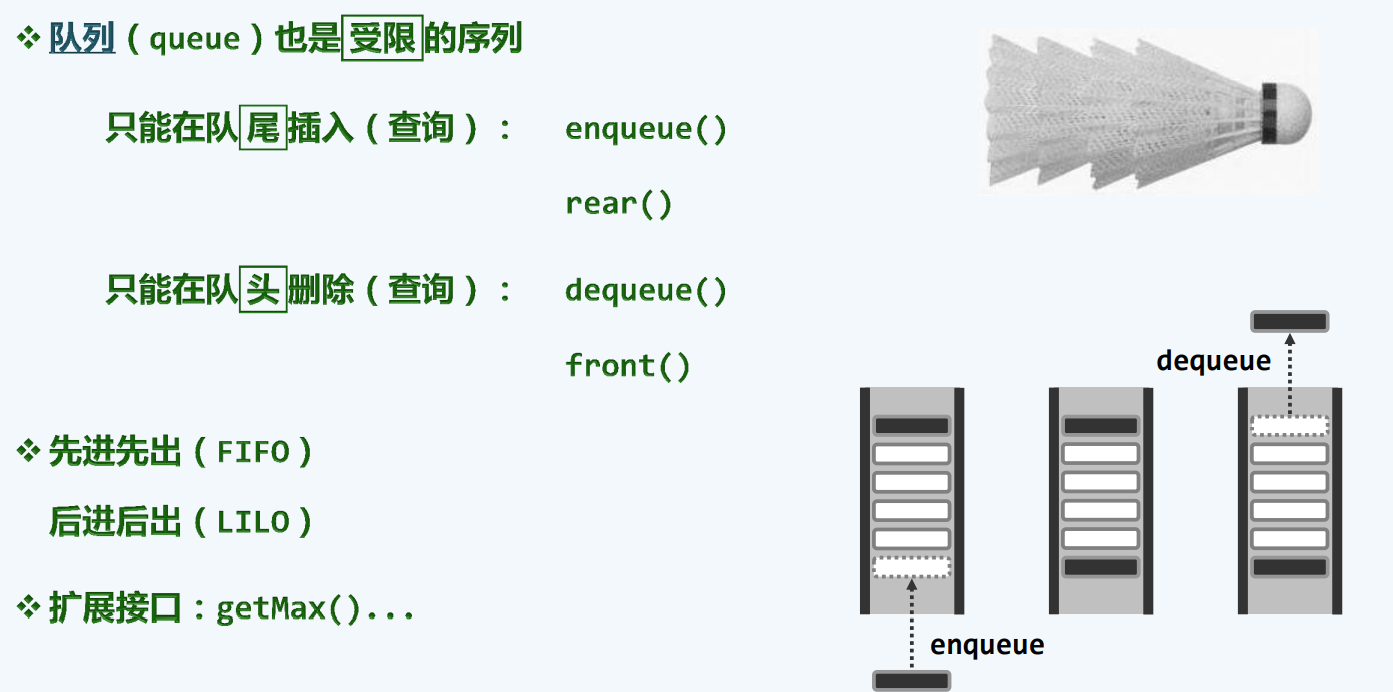 ❖ 队列（queue）也是受限的序列
只能在队尾插入（查询）： enqueue()
rear()
只能在队头删除（查询）： dequeue()
front()
❖ 先进先出（FIFO）
后进后出（LILO）
❖ 扩展接口：getMax()...
dequeue
enqueue